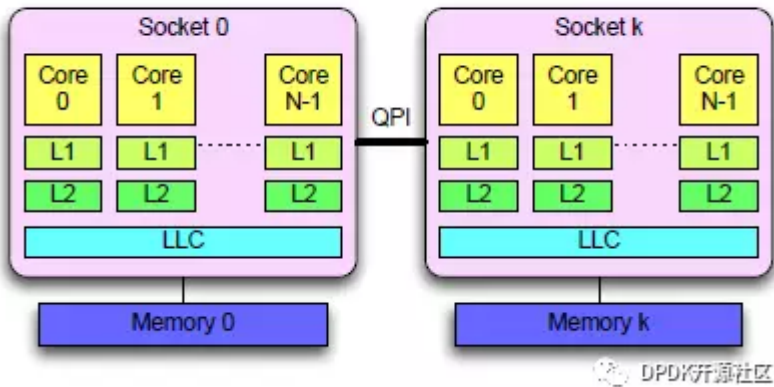 Socket 0
Socket k
Core 0
Core 1
Core N-1
QPI
Core 0
Core 1
Core N-1
L1
L1
L1
L1
L1
L1
L2
L2
L2
L2
L2
L2
LLC
LLC
Memory 0
Memory k
DPDK开源社区